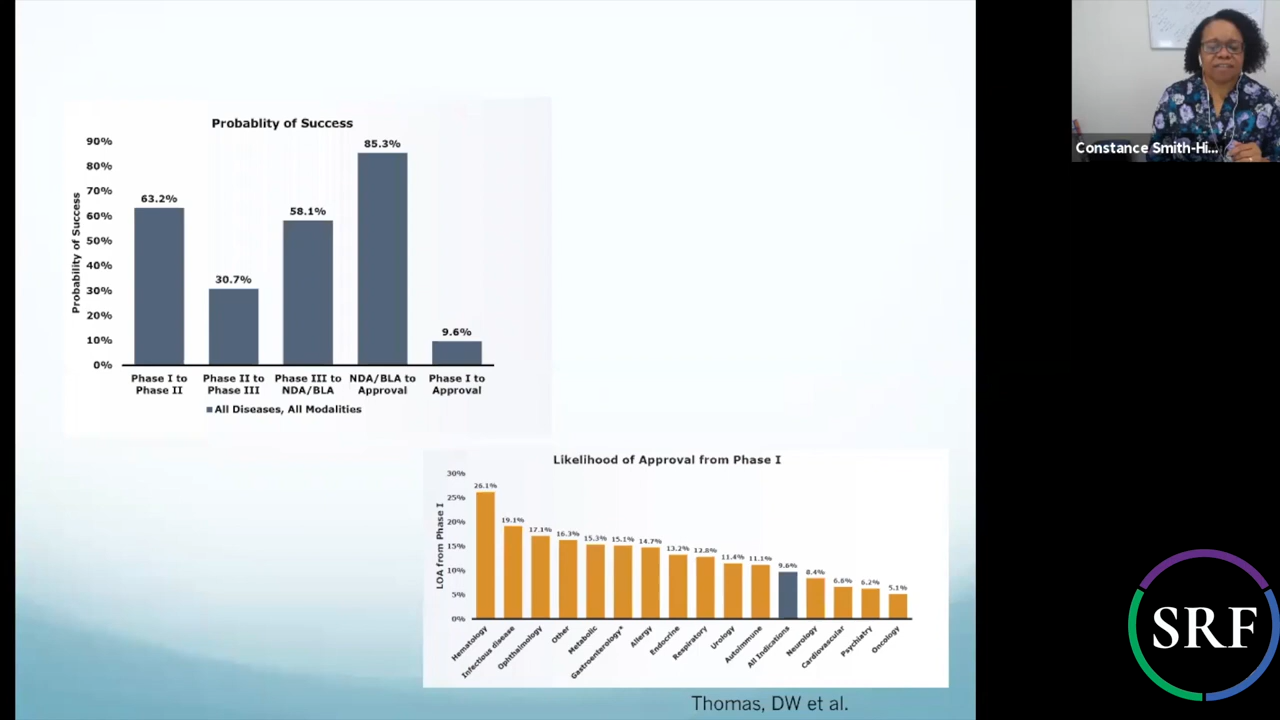 Probablity of Success
Probability of Success
90%
80%
70%
60%
50%
40%
30%
20%
10%
0%
63.2%
30.7%
58.1%
85.3%
9.6%
Phase I to Phase II
Phase II to Phase III
Phase III to NDA/BLA
NDA/BLA to Approval
Phase I to Approval
All Diseases, All Modalities
Likelihood of Approval from Phase I
LOA from Phase I
30%
25%
20%
15%
10%
5%
0%
26.1%
19.1%
17.1%
16.3%
15.3%
15.1%
14.7%
13.2%
12.8%
11.4%
11.1%
9.6%
8.4%
6.6%
6.2%
5.1%
Hematology
Infectious disease
Ophthalmology
Other
Metabolic
Gastroenterology*
Allergy
Endocrine
Respiratory
Urology
Autoimmune
All Indications
Neurology
Cardiovascular
Psychiatry
Oncology
Thomas, DW et al.
Constance Smith-Hi...
SRF